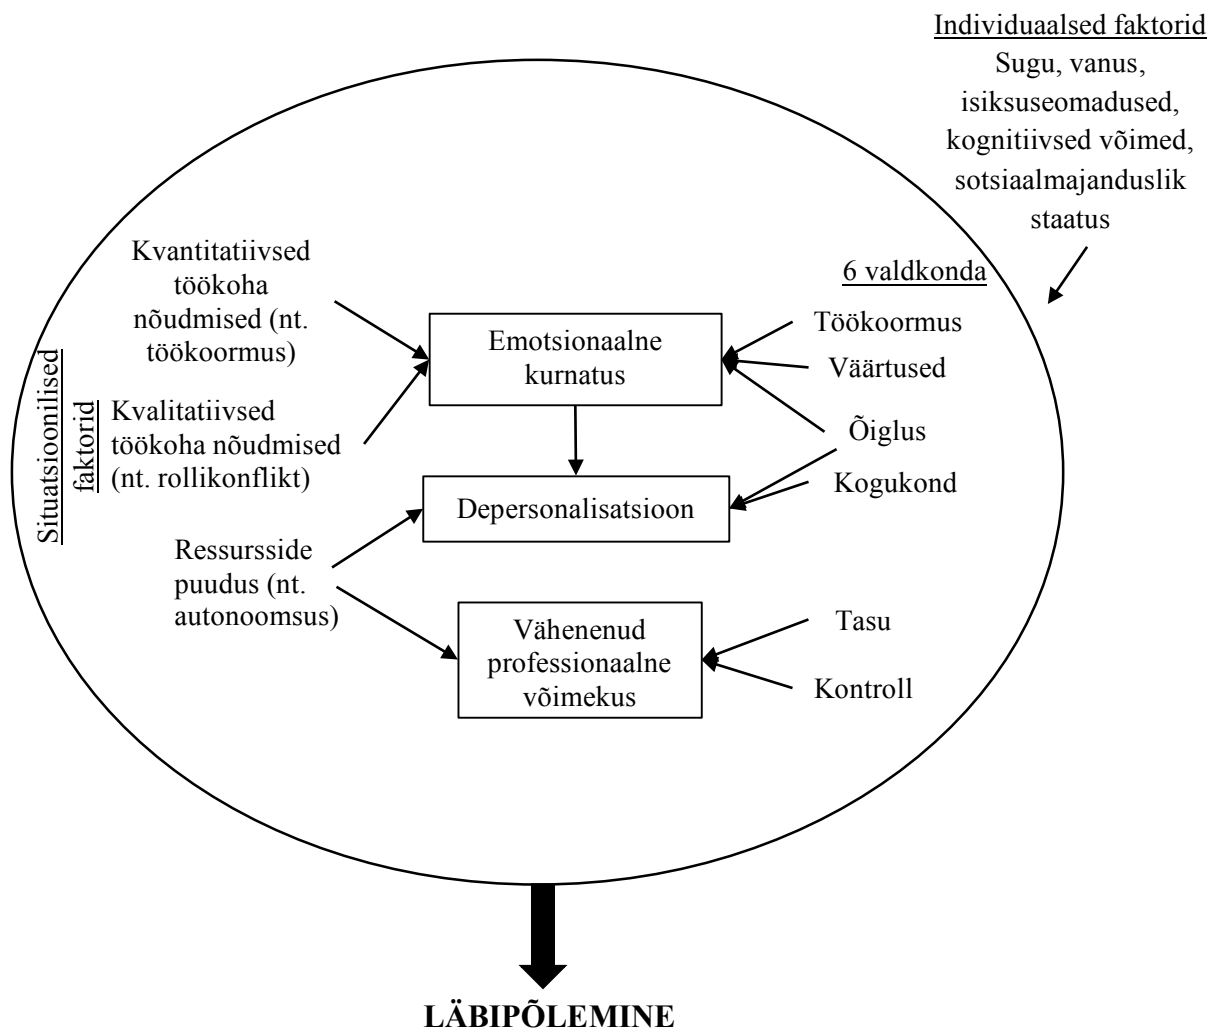 Individuaalsed faktorid
Sugu, vanus,
isiksuseomadused,
kognitiivsed võimed,
sotsiaalmajanduslik
staatus
Situatsioonilised
faktorid
Kvantitatiivsed
töökoha
nõudmised (nt.
töökoormus)
Kvalitatiivsed
töökoha nõudmised
(nt. rollikonflikt)
Ressursside
puudus (nt.
autonoomsus)
Emotsionaalne
kurnatus
Depersonalisatsioon
Vähenenud
professionaalne
võimekus
6 valdkonda
Töökoormus
Väärtused
Õiglus
Kogukond
Tasu
Kontroll
LÄBIPÕLEMINE